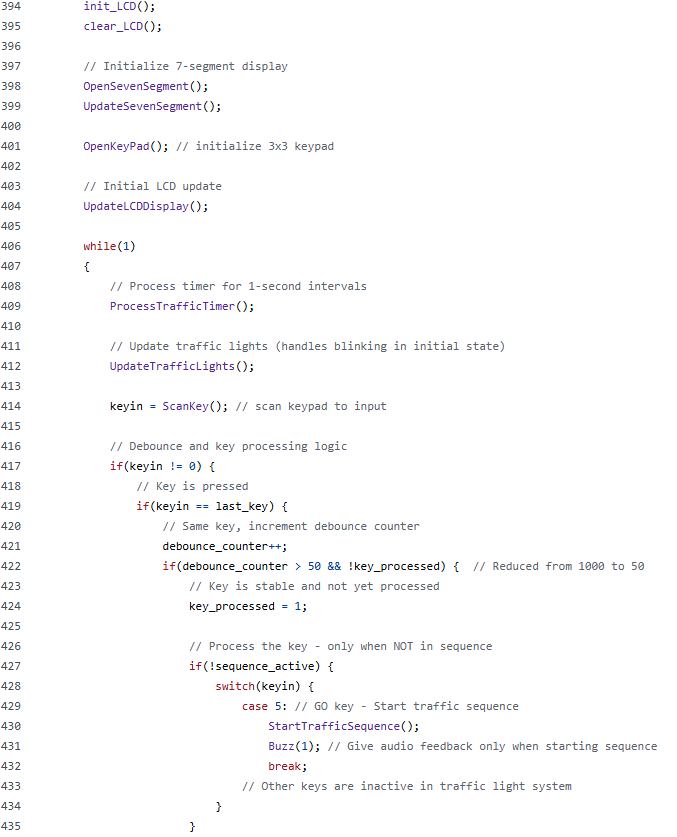 394 init_LCD();
395 clear_LCD();
396
397 // Initialize 7-segment display
398 OpenSevenSegment();
399 UpdateSevenSegment();
400
401 OpenKeyPad(); // initialize 3x3 keypad
402
403 // Initial LCD update
404 UpdateLCDDisplay();
405
406 while(1)
407 {
408 // Process timer for 1-second intervals
409 ProcessTrafficTimer();
410
411 // Update traffic lights (handles blinking in initial state)
412 UpdateTrafficLights();
413
414 keyin = ScanKey(); // scan keypad to input
415
416 // Debounce and key processing logic
417 if(keyin != 0) {
418 // Key is pressed
419 if(keyin == last_key) {
420 // Same key, increment debounce counter
421 debounce_counter++;
422 if(debounce_counter > 50 && !key_processed) { // Reduced from 1000 to 50
423 // Key is stable and not yet processed
424 key_processed = 1;
425
426 // Process the key - only when NOT in sequence
427 if(!sequence_active) {
428 switch(keyin) {
429 case 5: // GO key - Start traffic sequence
430 StartTrafficSequence();
431 Buzz(1); // Give audio feedback only when starting sequence
432 break;
433 // Other keys are inactive in traffic light system
434 }
435 }